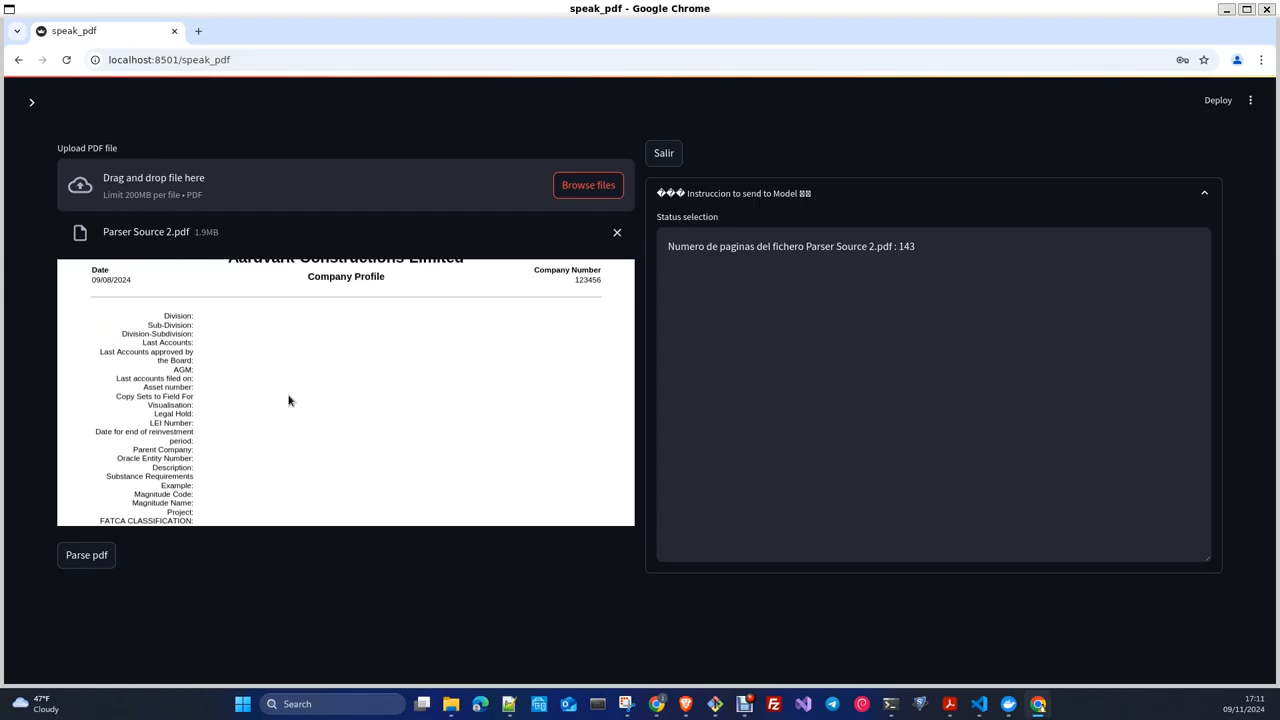 speak_pdf - Google Chrome
speak_pdf
localhost:8501/speak_pdf
Deploy
Upload PDF file
Drag and drop file here
Limit 200MB per file • PDF
Browse files
Parser Source 2.pdf 1.9MB
Aardvark Constructions Limited
Date
09/08/2024
Company Profile
Company Number
123456
Division:
Sub-Division:
Division-Subdivision:
Last Accounts:
Last Accounts approved by
the Board:
AGM:
Last accounts filed on:
Asset number:
Copy Sets to Field For
Visualisation:
Legal Hold:
LEI Number:
Date for end of reinvestment
period:
Parent Company:
Oracle Entity Number:
Description:
Substance Requirements
Example:
Magnitude Code:
Magnitude Name:
Project:
FATCA CLASSIFICATION:
Parse pdf
Salir
��� Instruccion to send to Model
Status selection
Numero de paginas del fichero Parser Source 2.pdf : 143
47°F
Cloudy
Search
17:11
09/11/2024